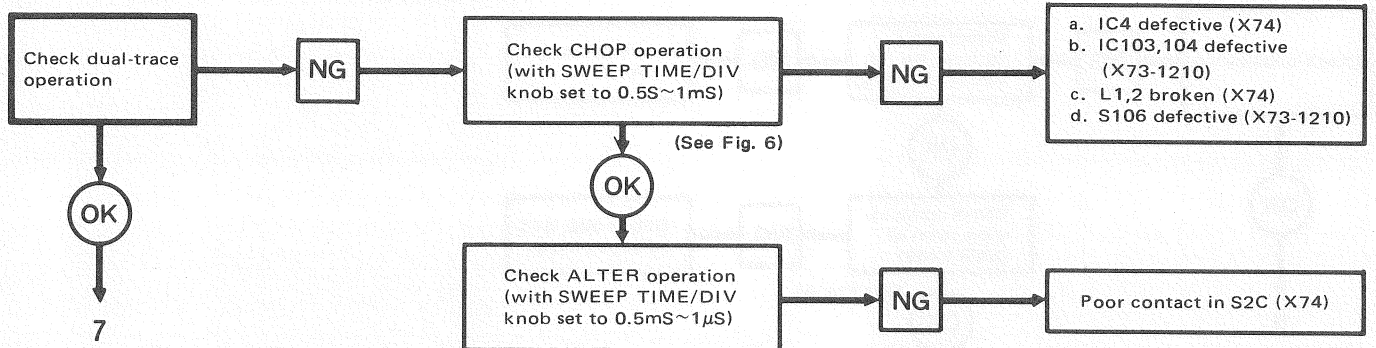 Check dual-trace
operation
NG
Check CHOP operation
(with SWEEP TIME/DIV
knob set to 0.5S~1mS)
NG
a. IC4 defective (X74)
b. IC103,104 defective
(X73-1210)
c. L1,2 broken (X74)
d. S106 defective (X73-1210)
(See Fig. 6)
OK
OK
Check ALTER operation
(with SWEEP TIME/DIV
knob set to 0.5mS~1μS)
NG
Poor contact in S2C (X74)
7